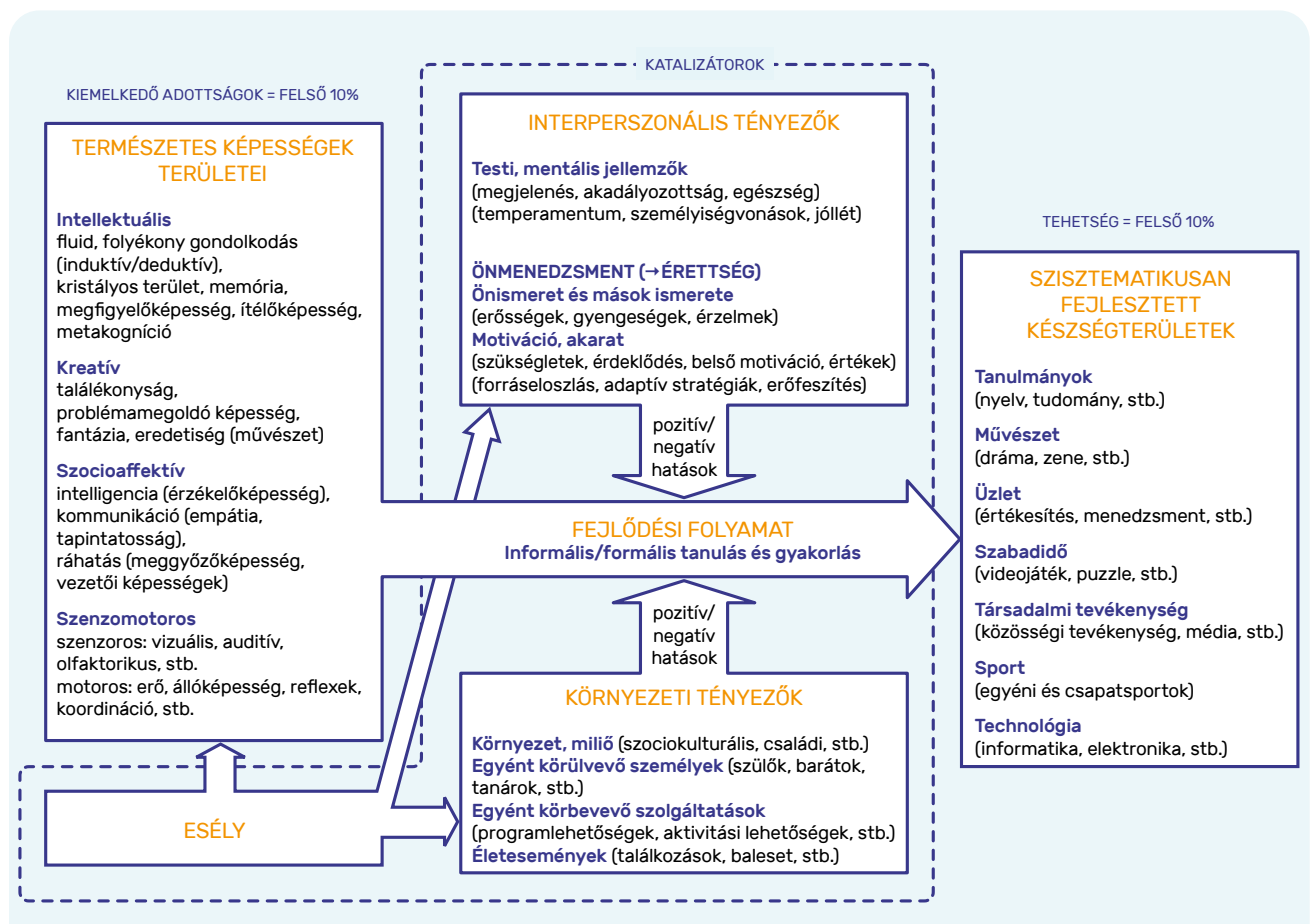 KATALIZÁTOROK
KIEMELKEDŐ ADOTTSÁGOK = FELSŐ 10%
TERMÉSZETES KÉPESSÉGEK
TERÜLETEI
Intellektuális
fluid, folyékony gondolkodás
(induktív/deduktív),
kristályos terület, memória,
megfigyelőképesség, ítélőképesség,
metakogníció
Kreatív
találékonyság,
problémamegoldó képesség,
fantázia, eredetiség (művészet)
Szocioaffektív
intelligencia (érzékelőképesség),
kommunikáció (empátia,
tapintatosság),
ráhatás (meggyőzőképesség,
vezetői képességek)
Szenzomotoros
szenzoros: vizuális, auditív,
olfaktorikus, stb.
motoros: erő, állóképesség, reflexek,
koordináció, stb.
ESÉLY
INTERPERSZONÁLIS TÉNYEZŐK
Testi, mentális jellemzők
(megjelenés, akadályozottság, egészség)
(temperamentum, személyiségvonások, jóllét)
ÖNMENEDZSMENT (→ÉRETTSÉG)
Önismeret és mások ismerete
(erősségek, gyengeségek, érzelmek)
Motiváció, akarat
(szükségletek, érdeklődés, belső motiváció, értékek)
(forráseloszlás, adaptív stratégiák, erőfeszítés)
pozitív/
negatív
hatások
FEJLŐDÉSI FOLYAMAT
Informális/formális tanulás és gyakorlás
pozitív/
negatív
hatások
KÖRNYEZETI TÉNYEZŐK
Környezet, miliő (szociokulturális, családi, stb.)
Egyént körülvevő személyek (szülők, barátok,
tanárok, stb.)
Egyént körbevevő szolgáltatások
(programlehetőségek, aktivitási lehetőségek, stb.)
Életesemények (találkozások, baleset, stb.)
TEHETSÉG = FELSŐ 10%
SZISZTEMATIKUSAN
FEJLESZTETT
KÉSZSÉGTERÜLETEK
Tanulmányok
(nyelv, tudomány, stb.)
Művészet
(dráma, zene, stb.)
Üzlet
(értékesítés, menedzsment, stb.)
Szabadidő
(videojáték, puzzle, stb.)
Társadalmi tevékenység
(közösségi tevékenység, média, stb.)
Sport
(egyéni és csapatsportok)
Technológia
(informatika, elektronika, stb.)